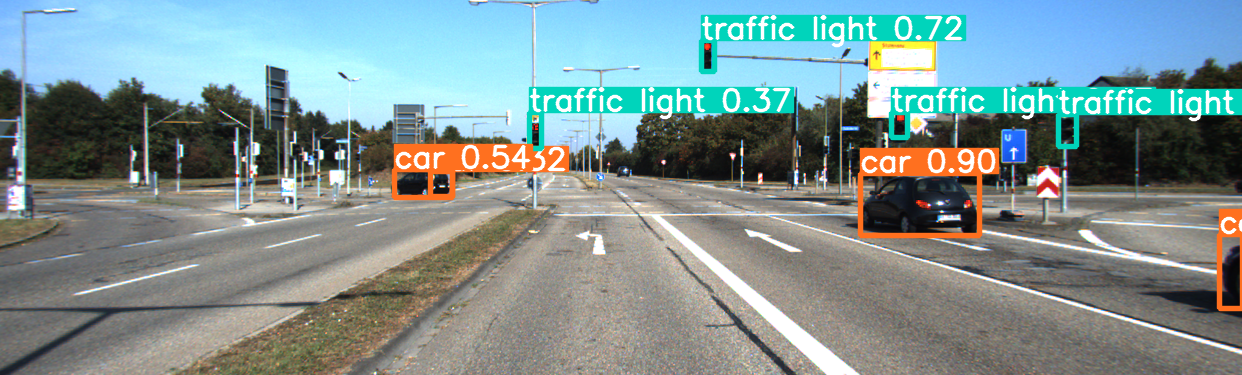 traffic light 0.72
traffic light 0.37
traffic ligh
traffic light
car 0.54
32
car 0.90
U